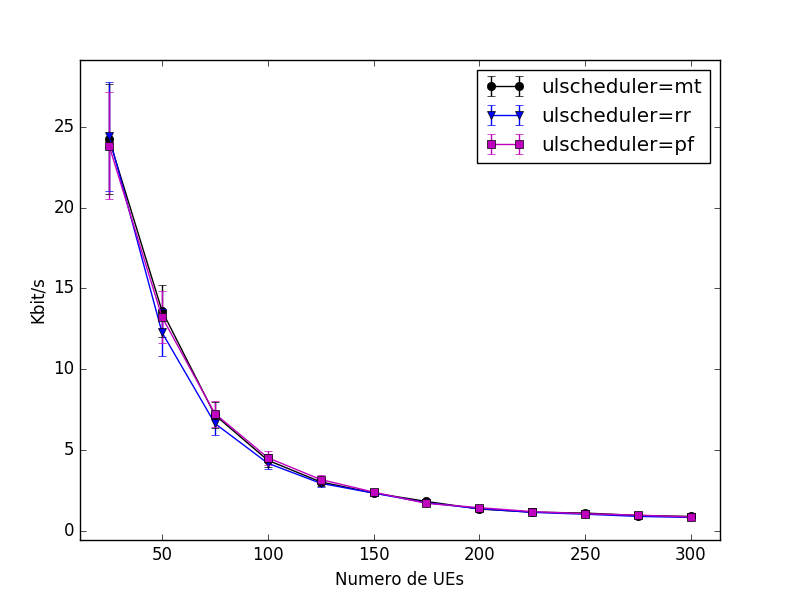 ulscheduler=mt
ulscheduler=rr
ulscheduler=pf
25
20
15
10
5
0
Kbit/s
50 100 150 200 250 300
Numero de UEs